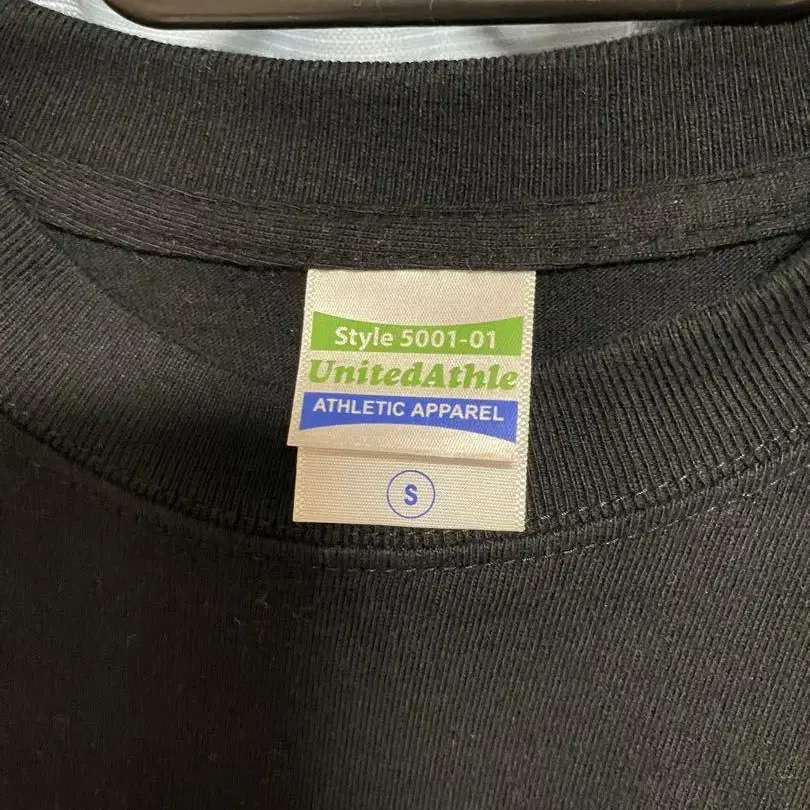 Style 5001-01
UnitedAthle
ATHLETIC APPAREL
S